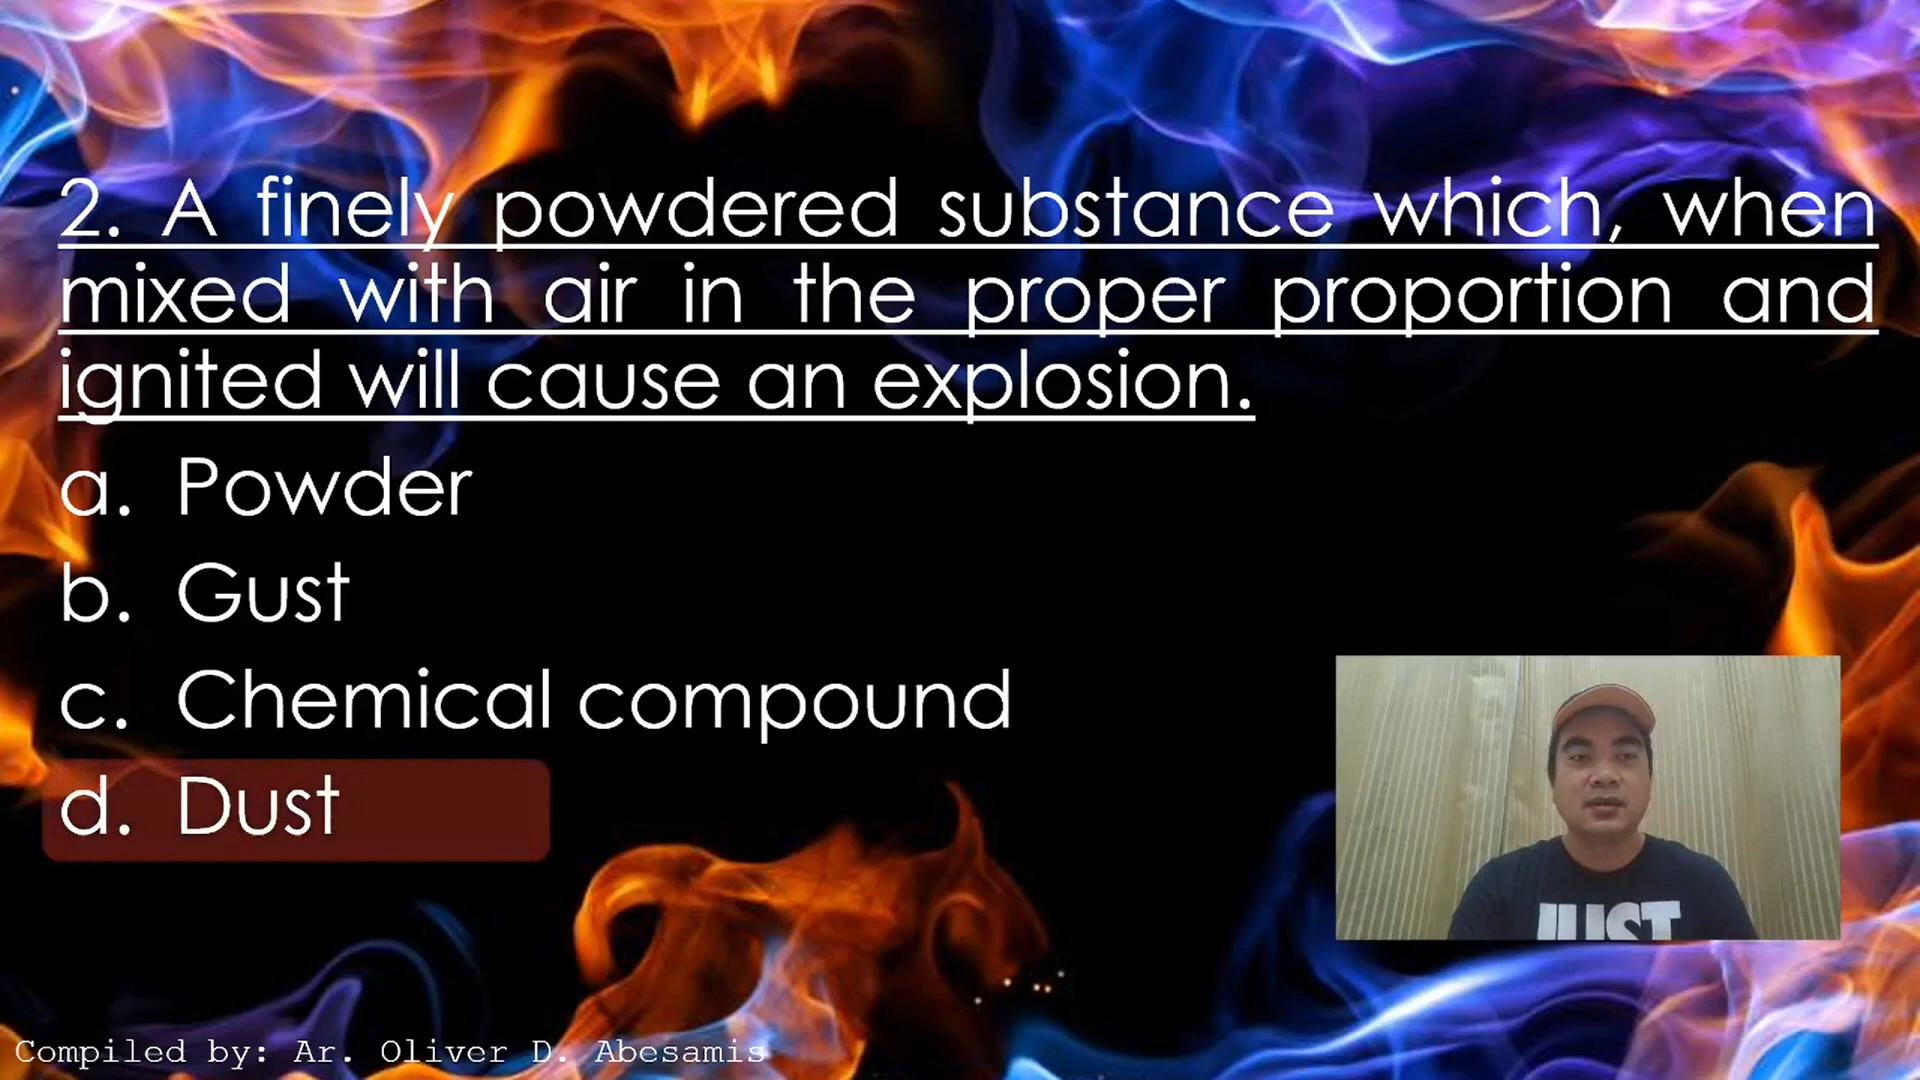 2. A finely powdered substance which, when
mixed with air in the proper proportion and
ignited will cause an explosion.
a. Powder
b. Gust
c. Chemical compound
d. Dust
JUST
Compiled by: Ar. Oliver D. Abesamis